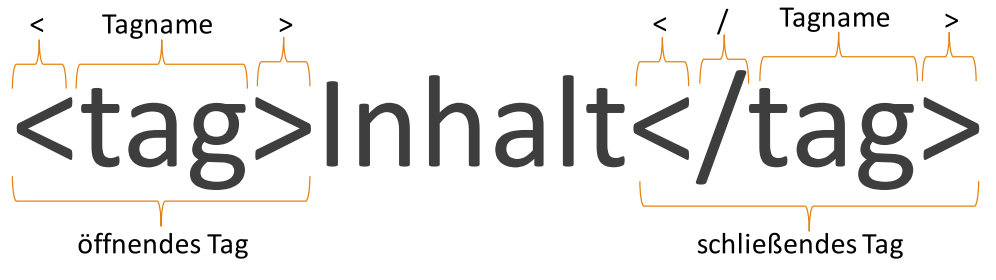 < Tagname > < / Tagname >
<tag>Inhalt</tag>
öffnendes Tag schließendes Tag